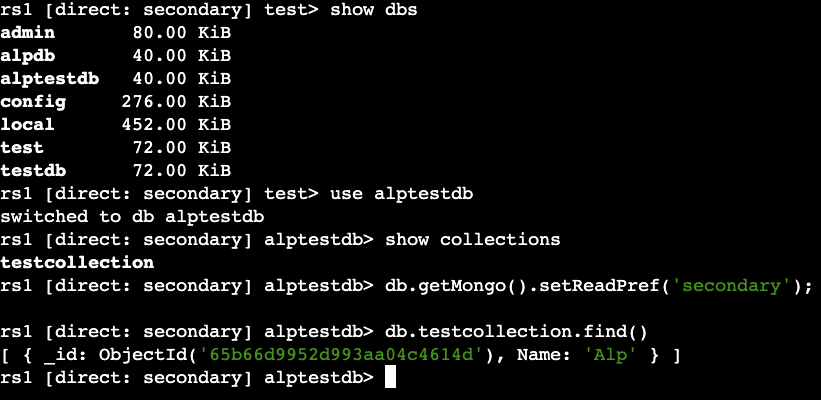 rs1 [direct: secondary] test> show dbs
admin 80.00 KiB
alpdb 40.00 KiB
alptestdb 40.00 KiB
config 276.00 KiB
local 452.00 KiB
test 72.00 KiB
testdb 72.00 KiB
rs1 [direct: secondary] test> use alptestdb
switched to db alptestdb
rs1 [direct: secondary] alptestdb> show collections
testcollection
rs1 [direct: secondary] alptestdb> db.getMongo().setReadPref('secondary');
rs1 [direct: secondary] alptestdb> db.testcollection.find()
[ { _id: ObjectId('65b66d9952d993aa04c4614d'), Name: 'Alp' } ]
rs1 [direct: secondary] alptestdb>